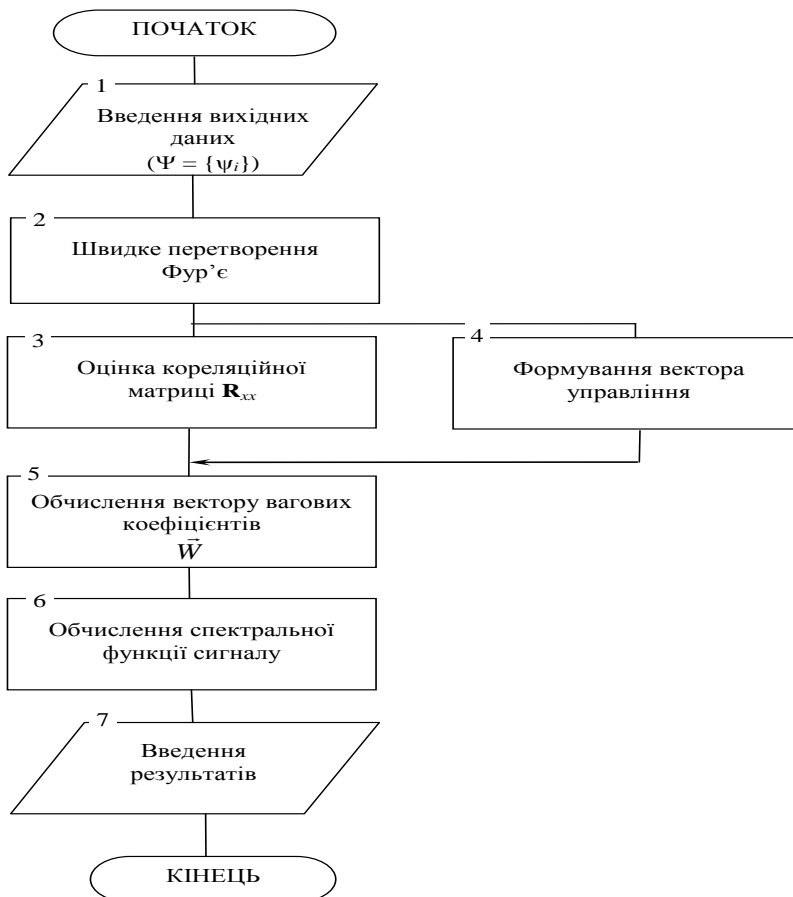 ПОЧАТОК
1
Введення вихідних
даних
(Ψ = {ψᵢ})
2
Швидке перетворення
Фур’є
3
Оцінка кореляційної
матриці Rₓₓ
4
Формування вектора
управління
5
Обчислення вектору вагових
коефіцієнтів
W⃗
6
Обчислення спектральної
функції сигналу
7
Введення
результатів
КІНЕЦЬ